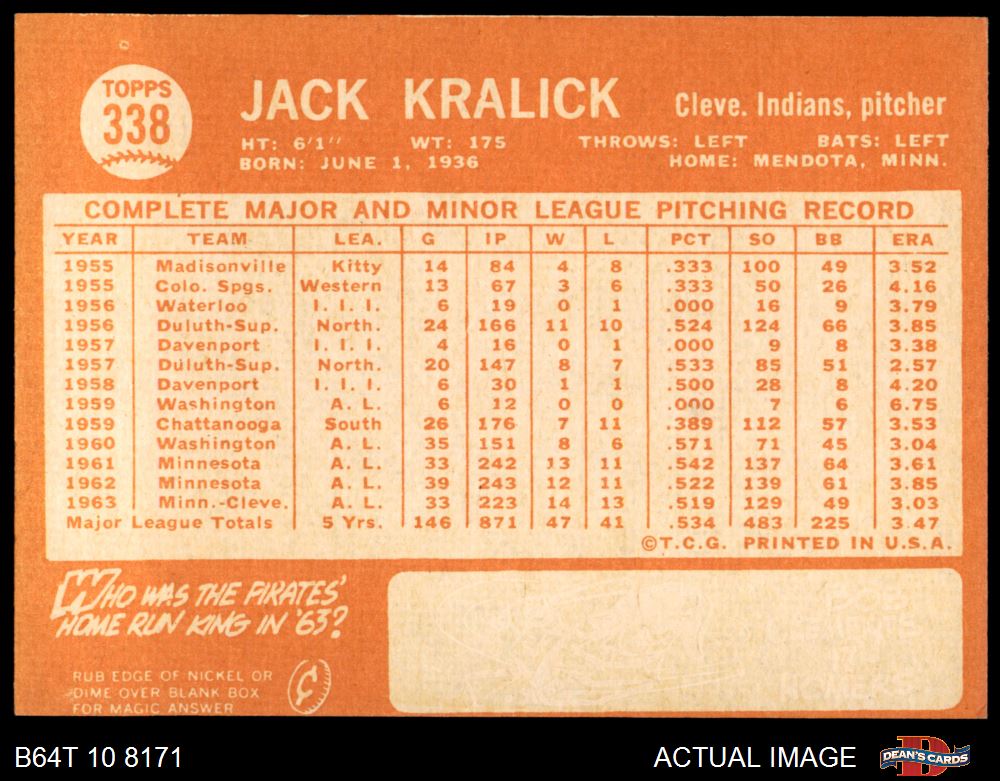 TOPPS
338
JACK KRALICK Cleve. Indians, pitcher
HT: 6'1" WT: 175 THROWS: LEFT BATS: LEFT
BORN: JUNE 1, 1936 HOME: MENDOTA, MINN.
COMPLETE MAJOR AND MINOR LEAGUE PITCHING RECORD
YEAR TEAM LEA. G IP W L PCT SO BB ERA
1955 Madisonville Kitty 14 84 4 8 .333 100 49 3.52
1955 Colo. Spgs. Western 13 67 3 6 .333 50 26 4.16
1956 Waterloo I. I. I. 6 19 0 1 .000 16 9 3.79
1956 Duluth-Sup. North. 24 166 11 10 .524 124 66 3.85
1957 Davenport I. I. I. 4 16 0 1 .000 9 8 3.38
1957 Duluth-Sup. North. 20 147 8 7 .533 85 51 2.57
1958 Davenport I. I. I. 6 30 1 1 .500 28 8 4.20
1959 Washington A. L. 6 12 0 0 .000 7 6 6.75
1959 Chattanooga South 26 176 7 11 .389 112 57 3.53
1960 Washington A. L. 35 151 8 6 .571 71 45 3.04
1961 Minnesota A. L. 33 242 13 11 .542 137 64 3.61
1962 Minnesota A. L. 39 243 12 11 .522 139 61 3.85
1963 Minn.-Cleve. A. L. 33 223 14 13 .519 129 49 3.03
Major League Totals 5 Yrs. 146 871 47 41 .534 483 225 3.47
©T.C.G. PRINTED IN U.S.A.
WHO WAS THE PIRATES'
HOME RUN KING IN '63?
RUB EDGE OF NICKEL OR
DIME OVER BLANK BOX
FOR MAGIC ANSWER
¢
B64T 10 8171 ACTUAL IMAGE DEAN'S CARDS